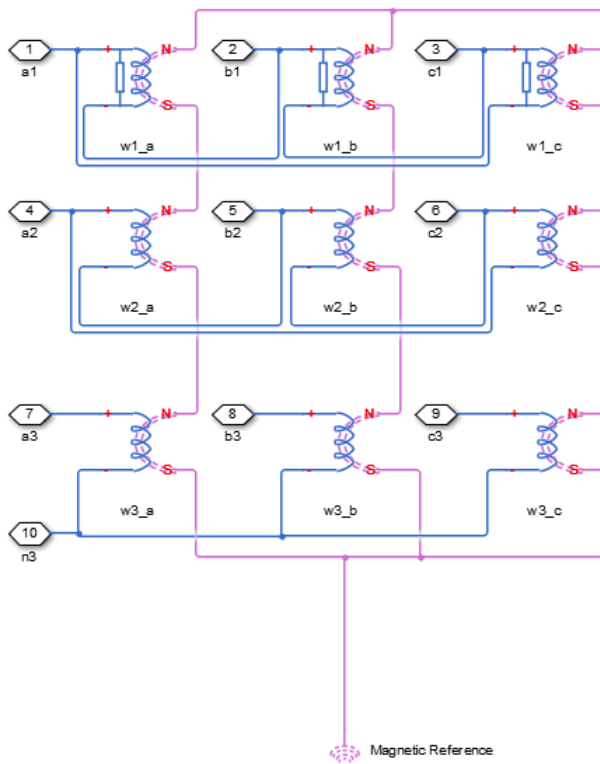 1 + N 2 + N 3 + N
a1 b1 c1
- S - S - S
w1_a w1_b w1_c
4 + N 5 + N 6 + N
a2 b2 c2
- S - S - S
w2_a w2_b w2_c
7 + N 8 + N 9 + N
a3 b3 c3
- S - S - S
w3_a w3_b w3_c
10
n3
Magnetic Reference